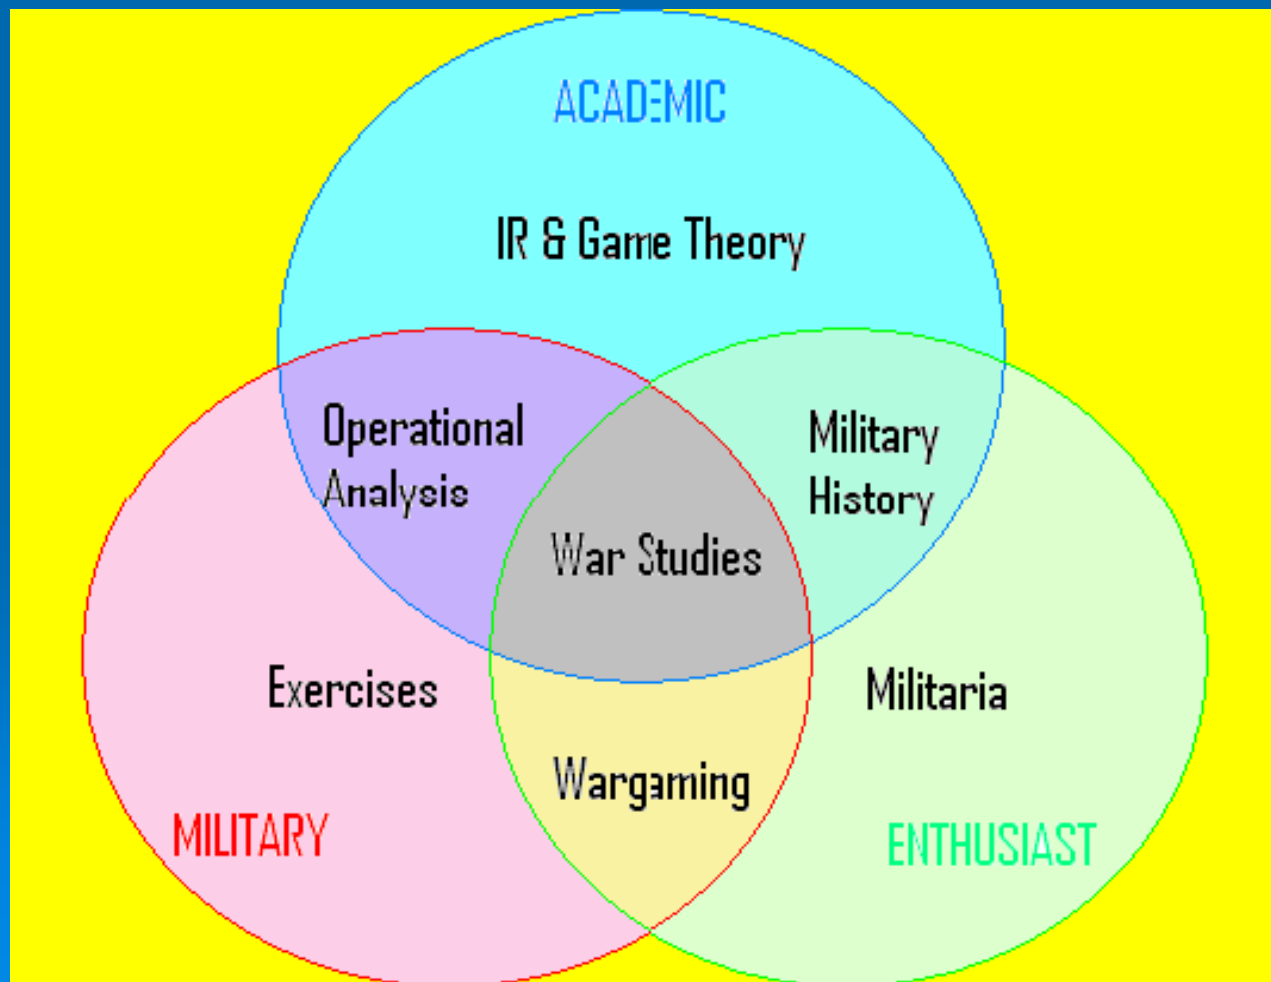 ACADEMIC
IR & Game Theory
Operational
Analysis
Military
History
War Studies
Exercises
Militaria
Wargaming
MILITARY
ENTHUSIAST